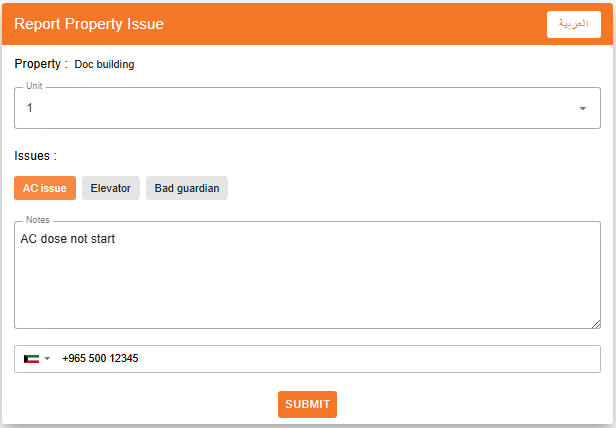 Report Property Issue
العربية
Property : Doc building
Unit
1
Issues :
AC issue
Elevator
Bad guardian
Notes
AC dose not start
+965 500 12345
SUBMIT